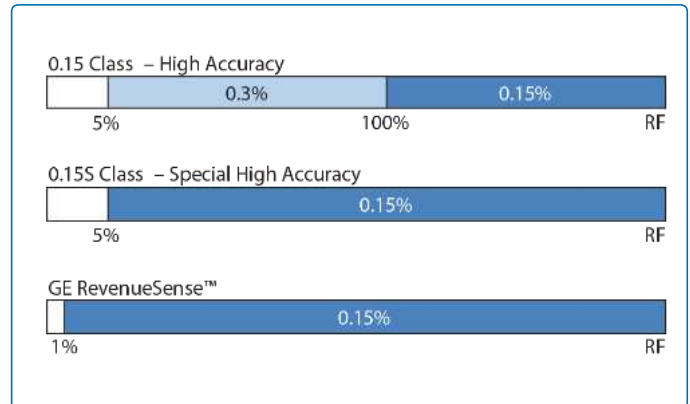 0.15 Class – High Accuracy
0.3% 0.15%
5% 100% RF
0.15S Class – Special High Accuracy
0.15%
5% RF
GE RevenueSense™
0.15%
1% RF